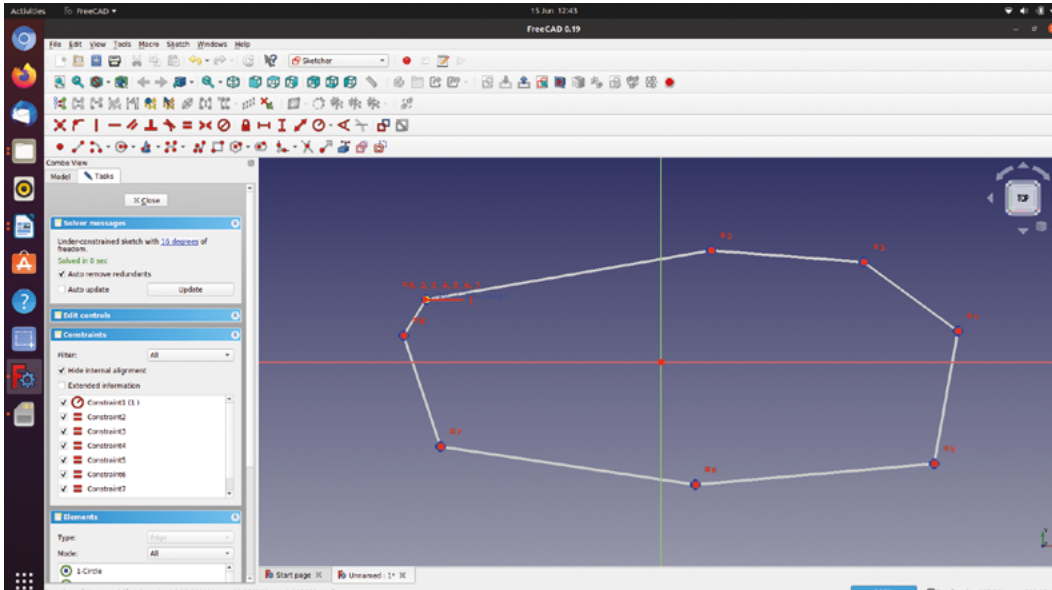 Activities FreeCAD 15 Jun 12:43
FreeCAD 0.19
File Edit View Tools Macro Sketch Windows Help
Sketcher
Combo View
Model Tasks
Close
Solver messages
Under-constrained sketch with 16 degrees of
freedom.
Solved in 0 sec
Auto remove redundants
Auto update Update
Edit controls
Constraints
Filter: All
Hide internal alignment
Extended information
Constraint1 (1 )
Constraint2
Constraint3
Constraint4
Constraint5
Constraint6
Constraint7
Elements
Type: Edge
Mode: All
1-Circle
TOP
Start page
Unnamed : 1*